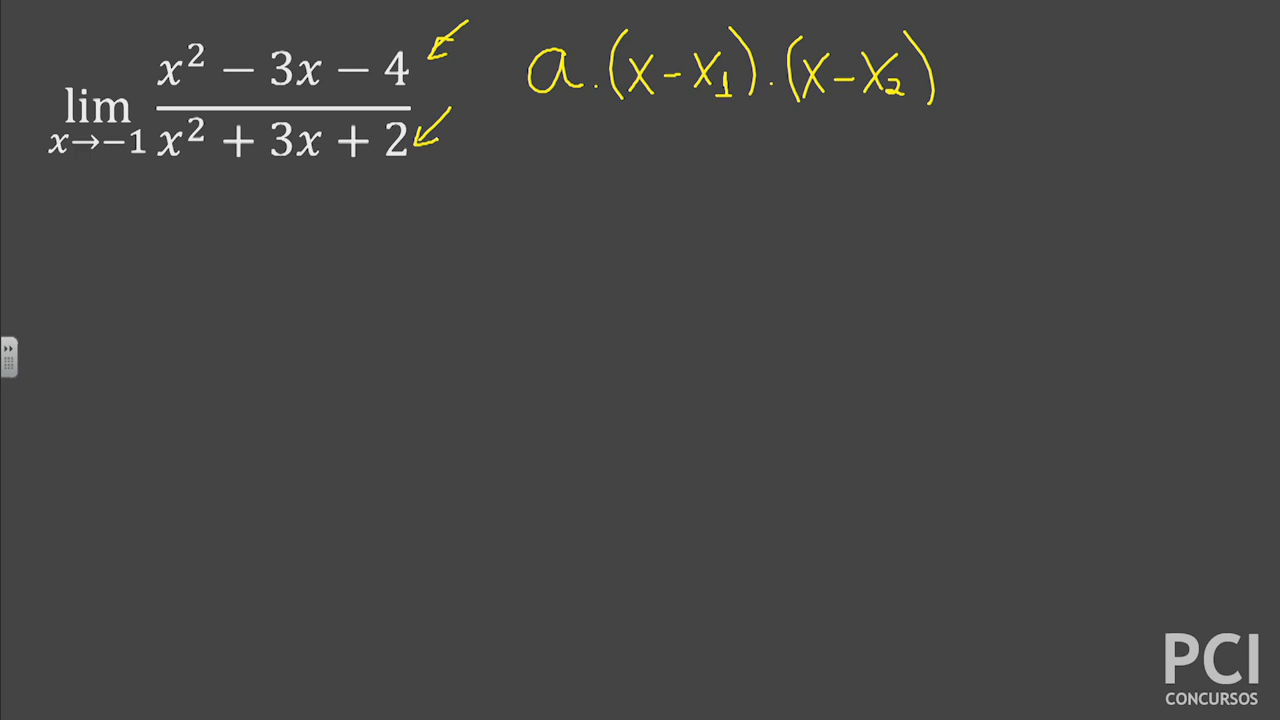 lim x→−1 x² − 3x − 4 / x² + 3x + 2
a.(x-x₁).(x-x₂)
PCI
CONCURSOS